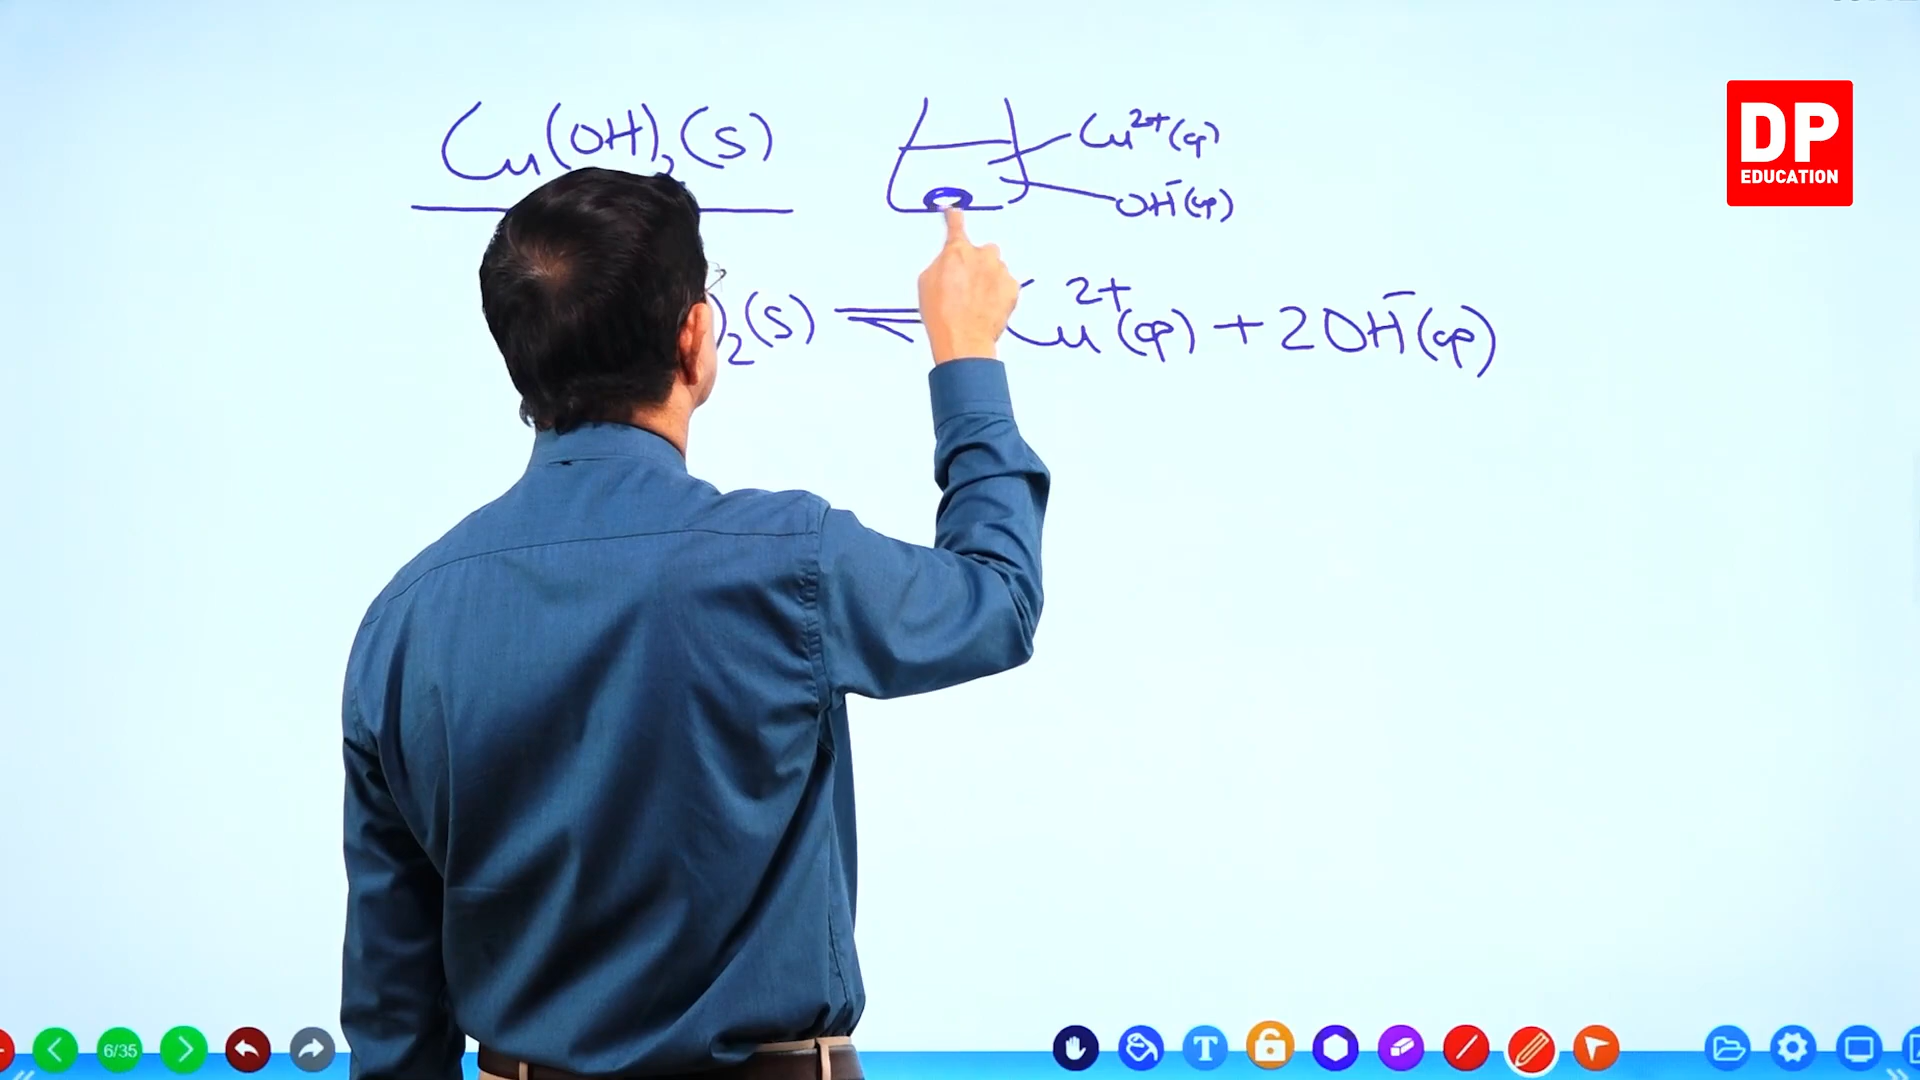 Cu(OH)₂(s)
Cu²⁺(aq)
OH⁻(aq)
)₂(s) ⇌ Cu²⁺(aq) + 2OH⁻(aq)
DP
EDUCATION
6/35
T